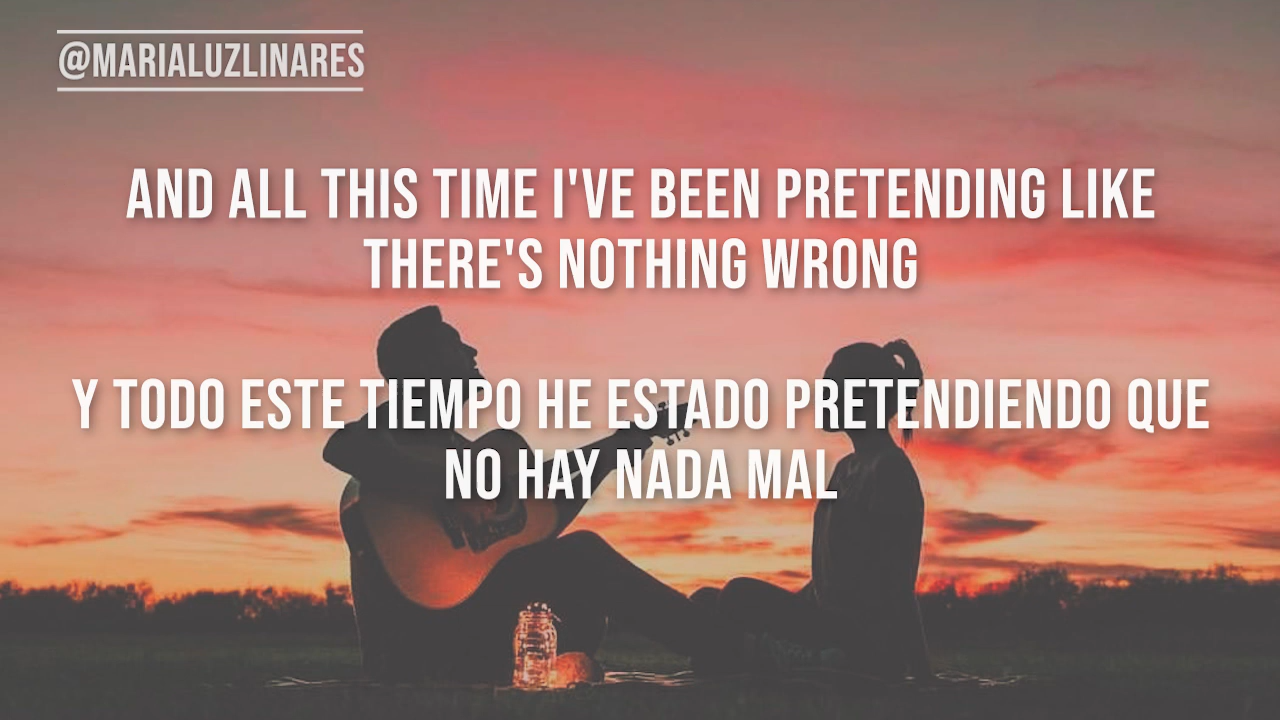 @MARIALUZLINARES
AND ALL THIS TIME I'VE BEEN PRETENDING LIKE
THERE'S NOTHING WRONG
Y TODO ESTE TIEMPO HE ESTADO PRETENDIENDO QUE
NO HAY NADA MAL